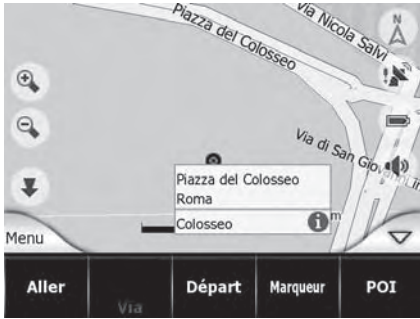 Via Nicola Salvi
N
Piazza del Colosseo
Via di San Giovanni
Piazza del Colosseo
Roma
Colosseo
i
m
Menu
Aller
Via
Départ
Marqueur
POI